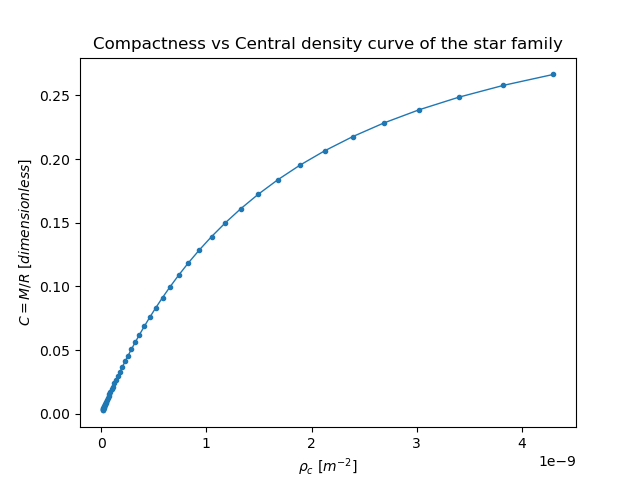 Compactness vs Central density curve of the star family
C = M/R [dimensionless]
0.25
0.20
0.15
0.10
0.05
0.00
0 1 2 3 4
1e−9
ρc [m−2]